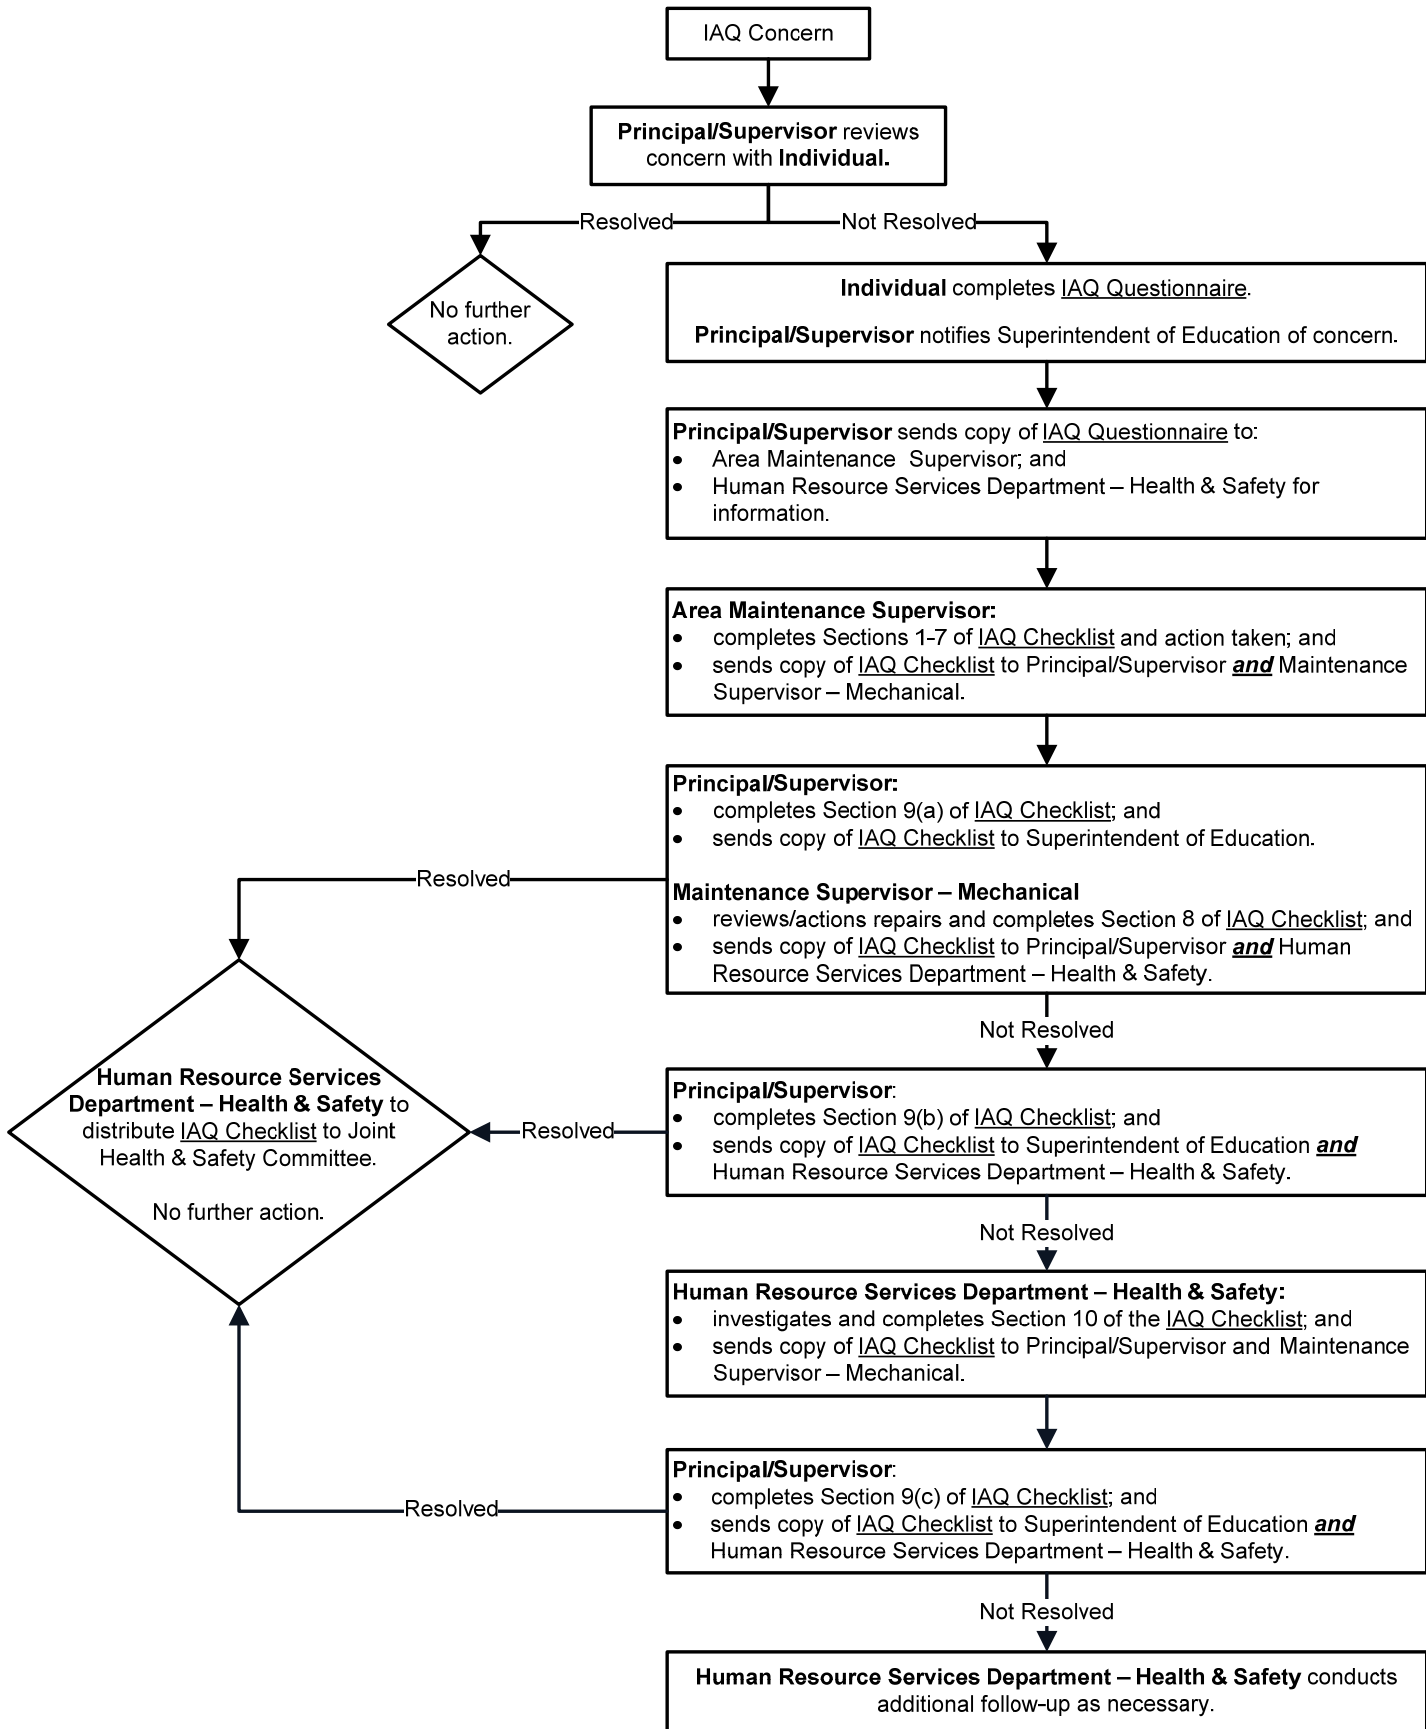 IAQ Concern
Principal/Supervisor reviews
concern with Individual.
Resolved
Not Resolved
No further
action.
Individual completes IAQ Questionnaire.
Principal/Supervisor notifies Superintendent of Education of concern.
Principal/Supervisor sends copy of IAQ Questionnaire to:
• Area Maintenance Supervisor; and
• Human Resource Services Department – Health & Safety for
information.
Area Maintenance Supervisor:
• completes Sections 1-7 of IAQ Checklist and action taken; and
• sends copy of IAQ Checklist to Principal/Supervisor and Maintenance
Supervisor – Mechanical.
Principal/Supervisor:
• completes Section 9(a) of IAQ Checklist; and
• sends copy of IAQ Checklist to Superintendent of Education.
Maintenance Supervisor – Mechanical
• reviews/actions repairs and completes Section 8 of IAQ Checklist; and
• sends copy of IAQ Checklist to Principal/Supervisor and Human
Resource Services Department – Health & Safety.
Resolved
Not Resolved
Human Resource Services
Department – Health & Safety to
distribute IAQ Checklist to Joint
Health & Safety Committee.
No further action.
Principal/Supervisor:
• completes Section 9(b) of IAQ Checklist; and
• sends copy of IAQ Checklist to Superintendent of Education and
Human Resource Services Department – Health & Safety.
Resolved
Not Resolved
Human Resource Services Department – Health & Safety:
• investigates and completes Section 10 of the IAQ Checklist; and
• sends copy of IAQ Checklist to Principal/Supervisor and Maintenance
Supervisor – Mechanical.
Principal/Supervisor:
• completes Section 9(c) of IAQ Checklist; and
• sends copy of IAQ Checklist to Superintendent of Education and
Human Resource Services Department – Health & Safety.
Resolved
Not Resolved
Human Resource Services Department – Health & Safety conducts
additional follow-up as necessary.